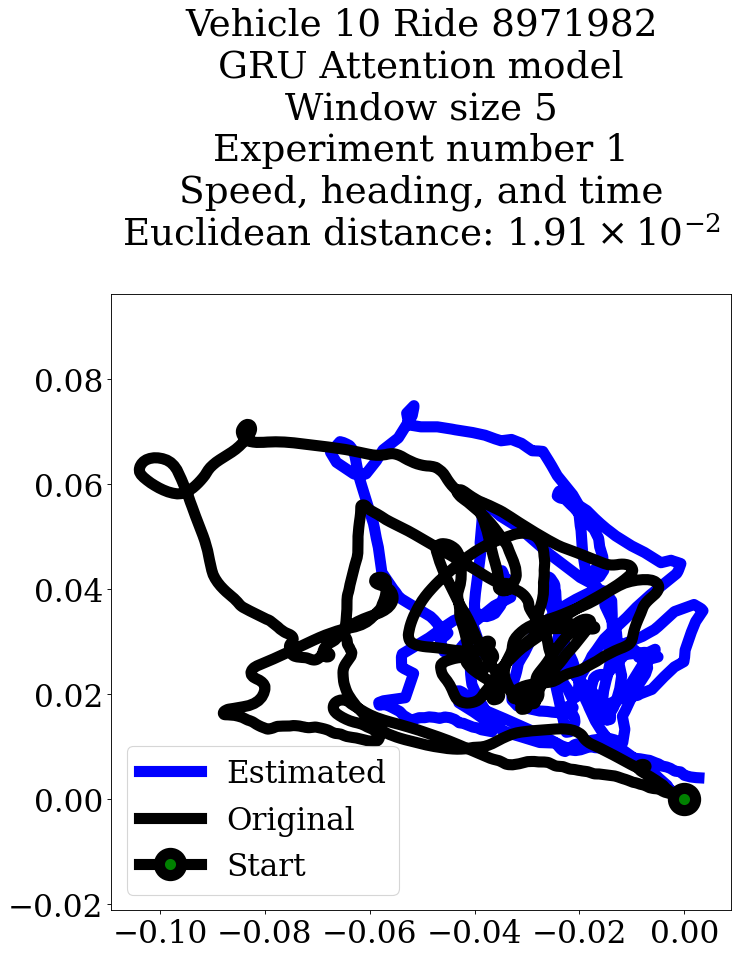 Vehicle 10 Ride 8971982
GRU Attention model
Window size 5
Experiment number 1
Speed, heading, and time
Euclidean distance: 1.91 × 10⁻²
0.08
0.06
0.04
0.02
0.00
−0.02
Estimated
Original
Start
−0.10 −0.08 −0.06 −0.04 −0.02 0.00